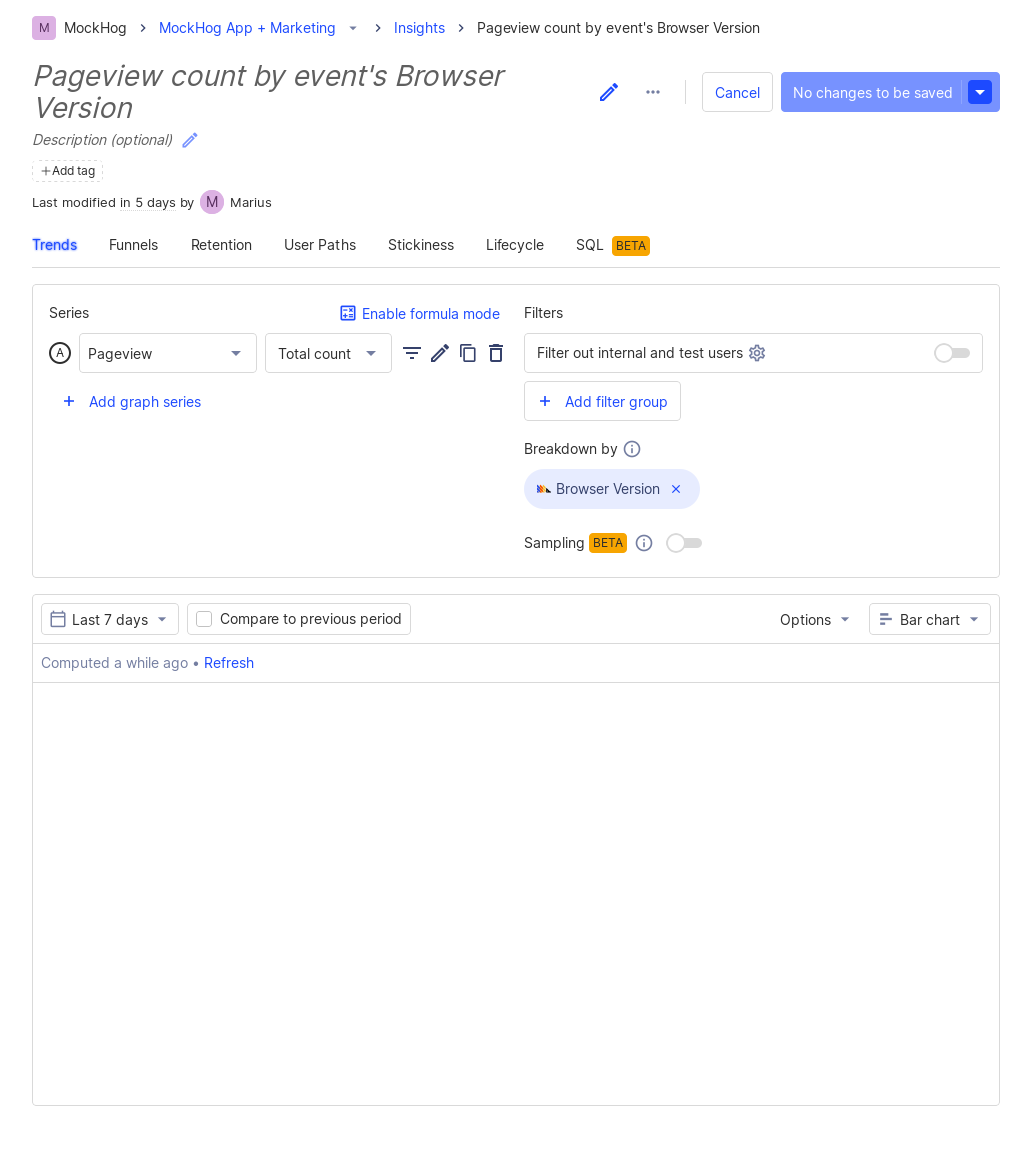 M MockHog MockHog App + Marketing Insights Pageview count by event's Browser Version
Pageview count by event's Browser
Version
Cancel No changes to be saved
Description (optional)
Add tag
Last modified in 5 days by M Marius
Trends Funnels Retention User Paths Stickiness Lifecycle SQL BETA
Series Enable formula mode
A Pageview Total count
+ Add graph series
Filters
Filter out internal and test users
+ Add filter group
Breakdown by
Browser Version
Sampling BETA
Last 7 days Compare to previous period Options Bar chart
Computed a while ago • Refresh